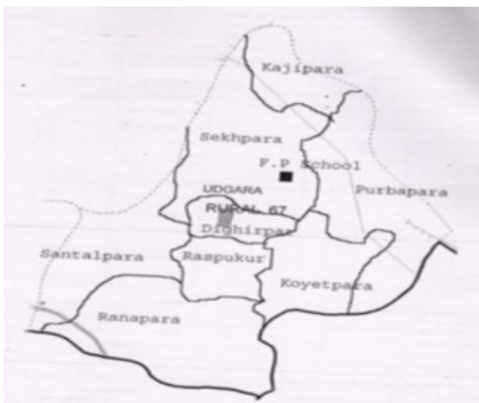 Kajipara
Sekhpara
F.P School
UDGARA
Purbapara
RURAL 67
Dighirpar
Santalpara
Raspukur
Koyetpara
Ranapara